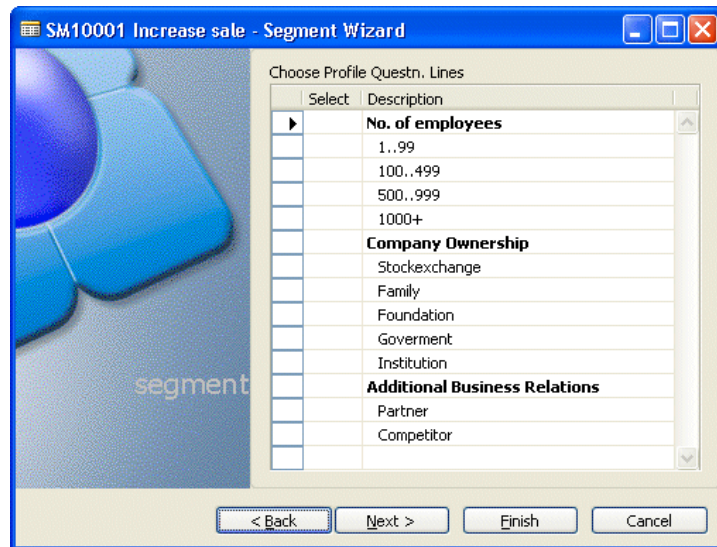 SM10001 Increase sale - Segment Wizard
Choose Profile Questn. Lines
Select Description
No. of employees
1..99
100..499
500..999
1000+
Company Ownership
Stockexchange
Family
Foundation
Goverment
Institution
Additional Business Relations
Partner
Competitor
segment
< Back Next > Finish Cancel